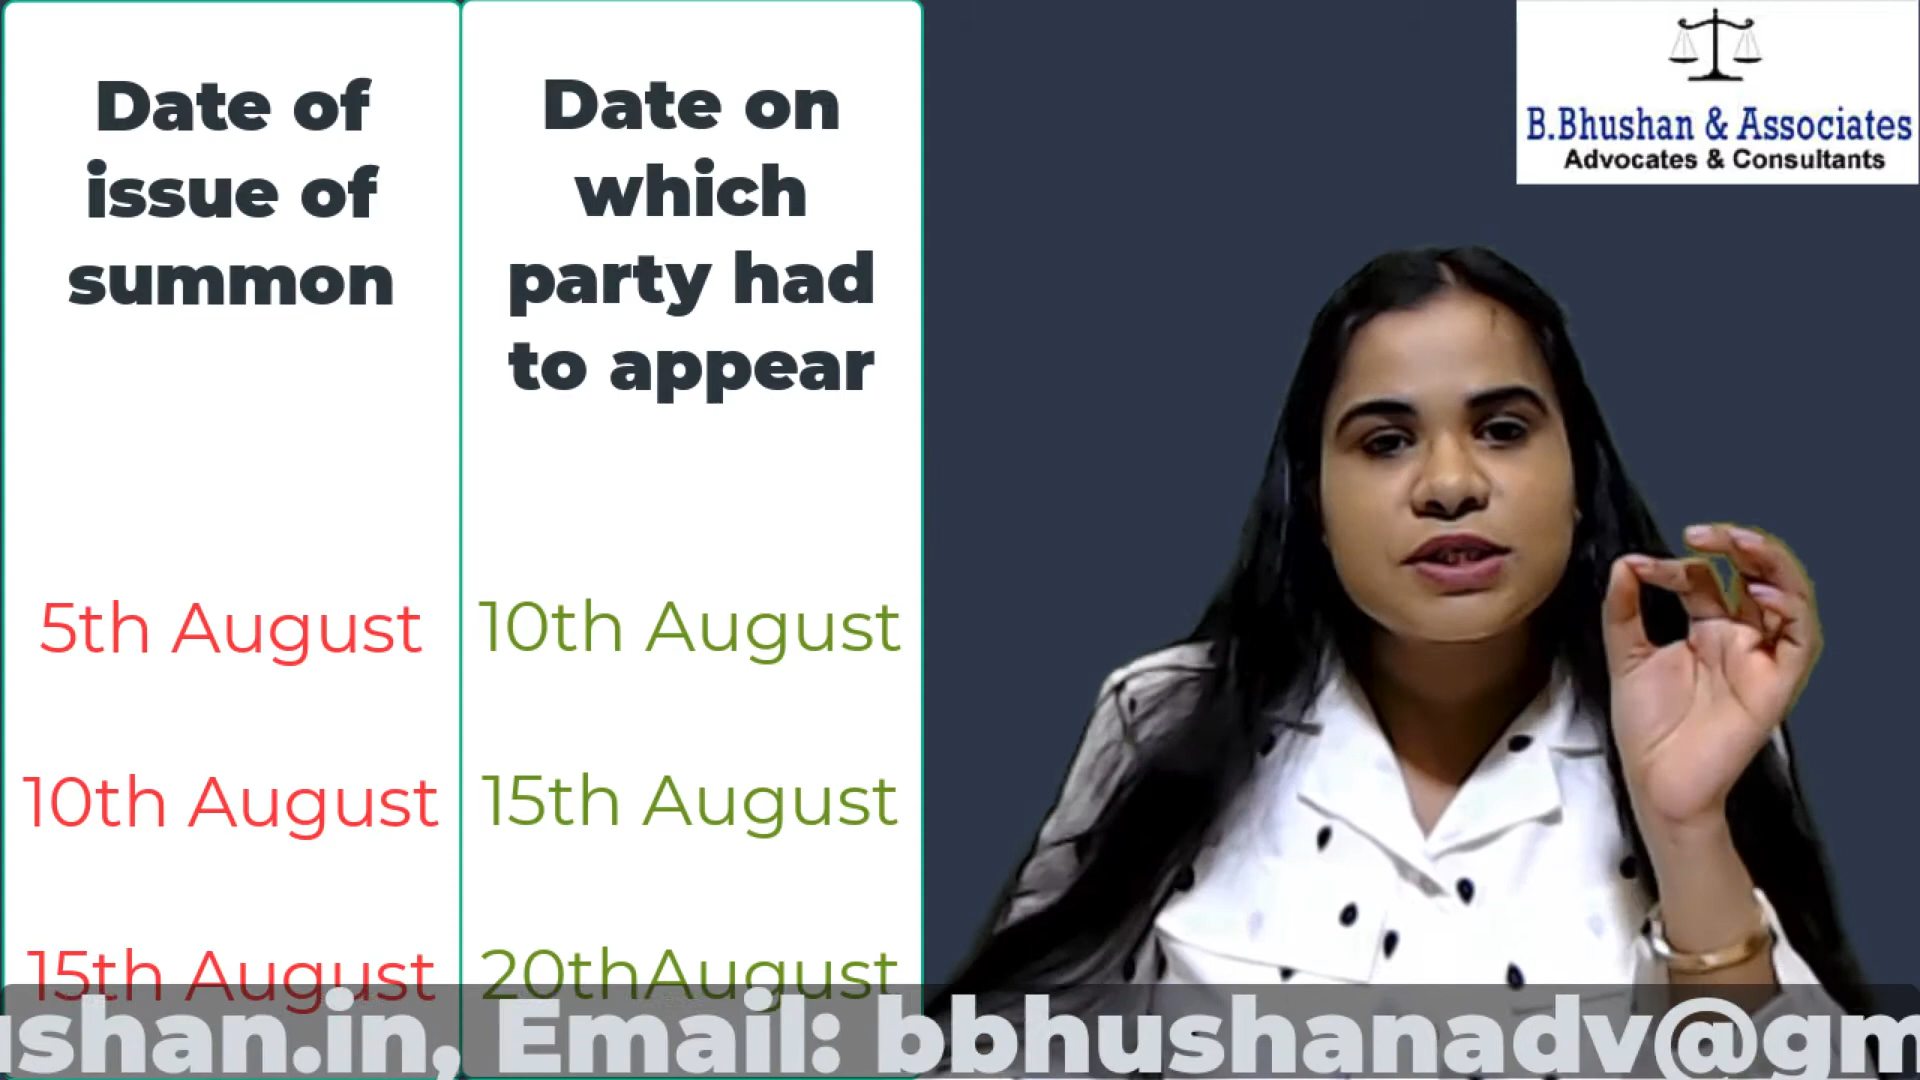 Date of
issue of
summon
Date on
which
party had
to appear
5th August
10th August
10th August
15th August
15th August
20thAugust
B.Bhushan & Associates
Advocates & Consultants
shan.in, Email: bbhushanadv@gm